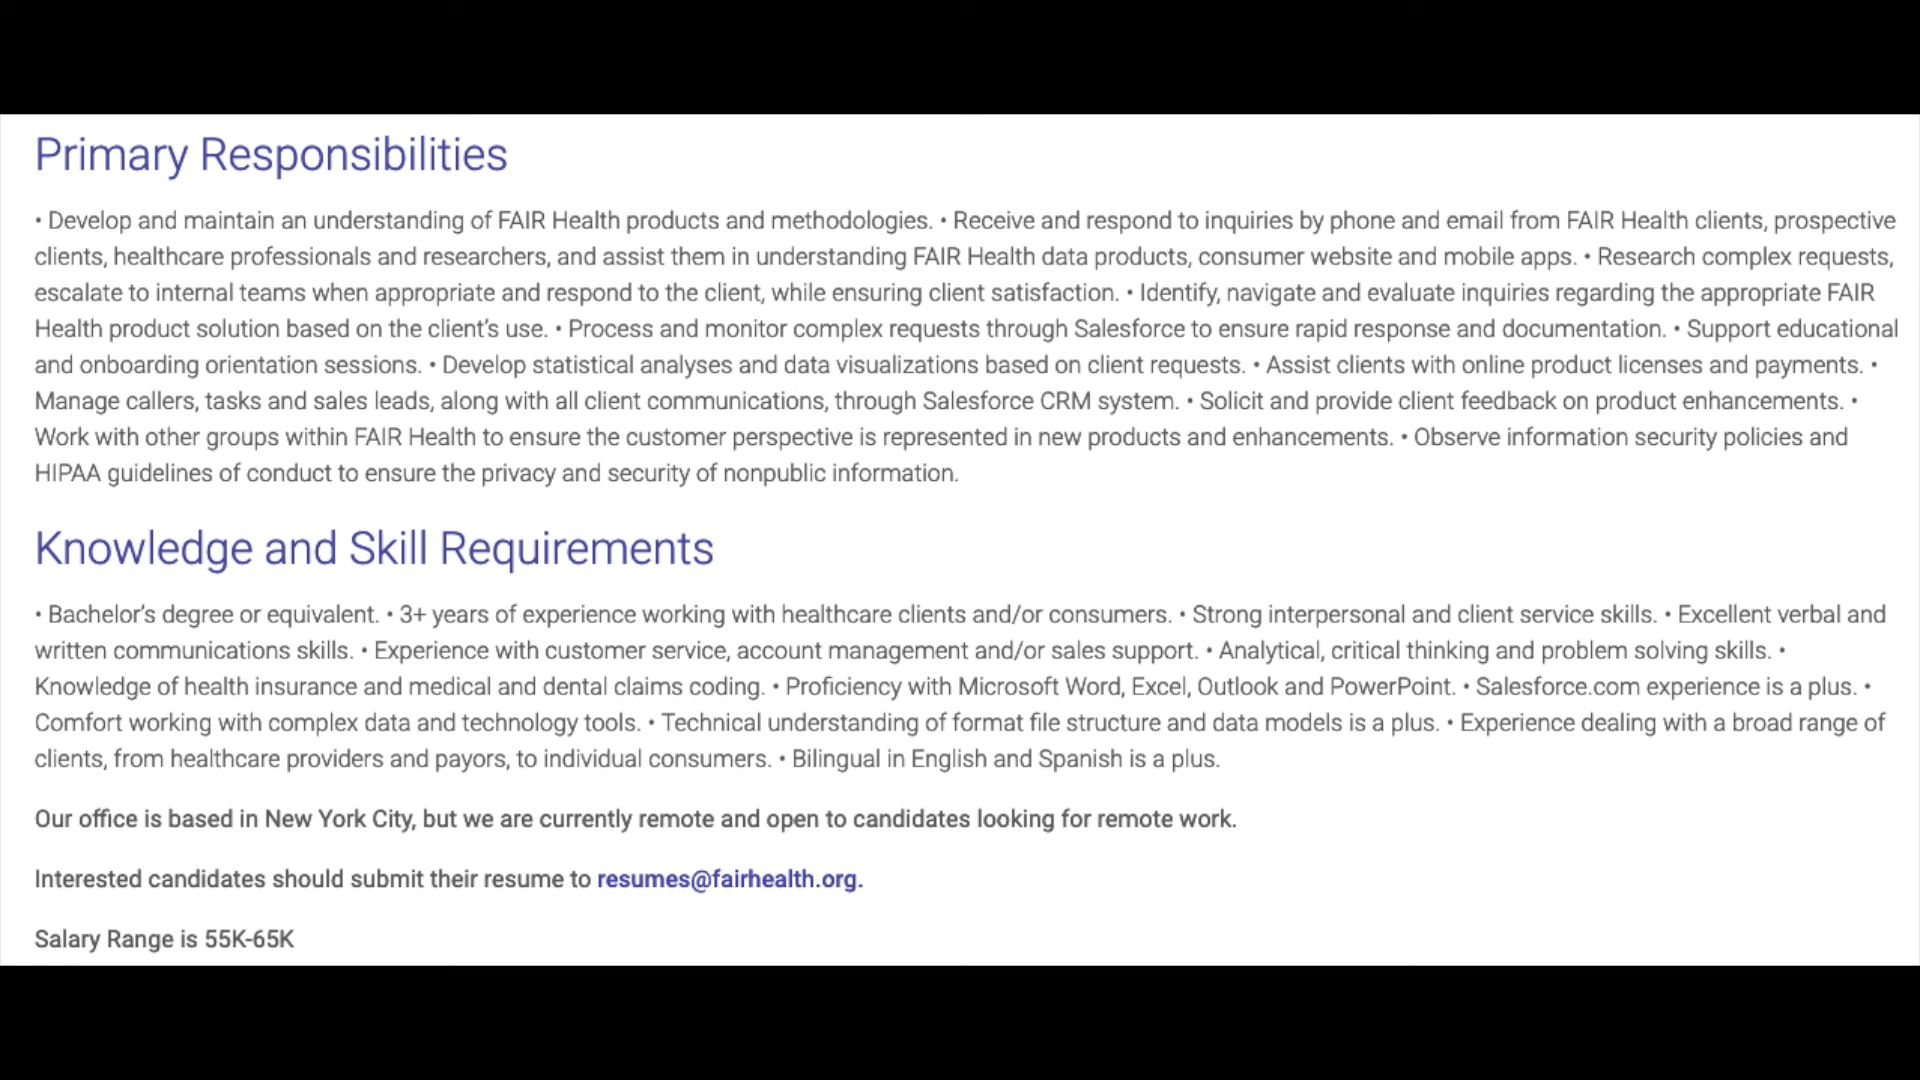 Primary Responsibilities
• Develop and maintain an understanding of FAIR Health products and methodologies. • Receive and respond to inquiries by phone and email from FAIR Health clients, prospective
clients, healthcare professionals and researchers, and assist them in understanding FAIR Health data products, consumer website and mobile apps. • Research complex requests,
escalate to internal teams when appropriate and respond to the client, while ensuring client satisfaction. • Identify, navigate and evaluate inquiries regarding the appropriate FAIR
Health product solution based on the client's use. • Process and monitor complex requests through Salesforce to ensure rapid response and documentation. • Support educational
and onboarding orientation sessions. • Develop statistical analyses and data visualizations based on client requests. • Assist clients with online product licenses and payments. •
Manage callers, tasks and sales leads, along with all client communications, through Salesforce CRM system. • Solicit and provide client feedback on product enhancements. •
Work with other groups within FAIR Health to ensure the customer perspective is represented in new products and enhancements. • Observe information security policies and
HIPAA guidelines of conduct to ensure the privacy and security of nonpublic information.
Knowledge and Skill Requirements
• Bachelor's degree or equivalent. • 3+ years of experience working with healthcare clients and/or consumers. • Strong interpersonal and client service skills. • Excellent verbal and
written communications skills. • Experience with customer service, account management and/or sales support. • Analytical, critical thinking and problem solving skills. •
Knowledge of health insurance and medical and dental claims coding. • Proficiency with Microsoft Word, Excel, Outlook and PowerPoint. • Salesforce.com experience is a plus. •
Comfort working with complex data and technology tools. • Technical understanding of format file structure and data models is a plus. • Experience dealing with a broad range of
clients, from healthcare providers and payors, to individual consumers. • Bilingual in English and Spanish is a plus.
Our office is based in New York City, but we are currently remote and open to candidates looking for remote work.
Interested candidates should submit their resume to resumes@fairhealth.org.
Salary Range is 55K-65K